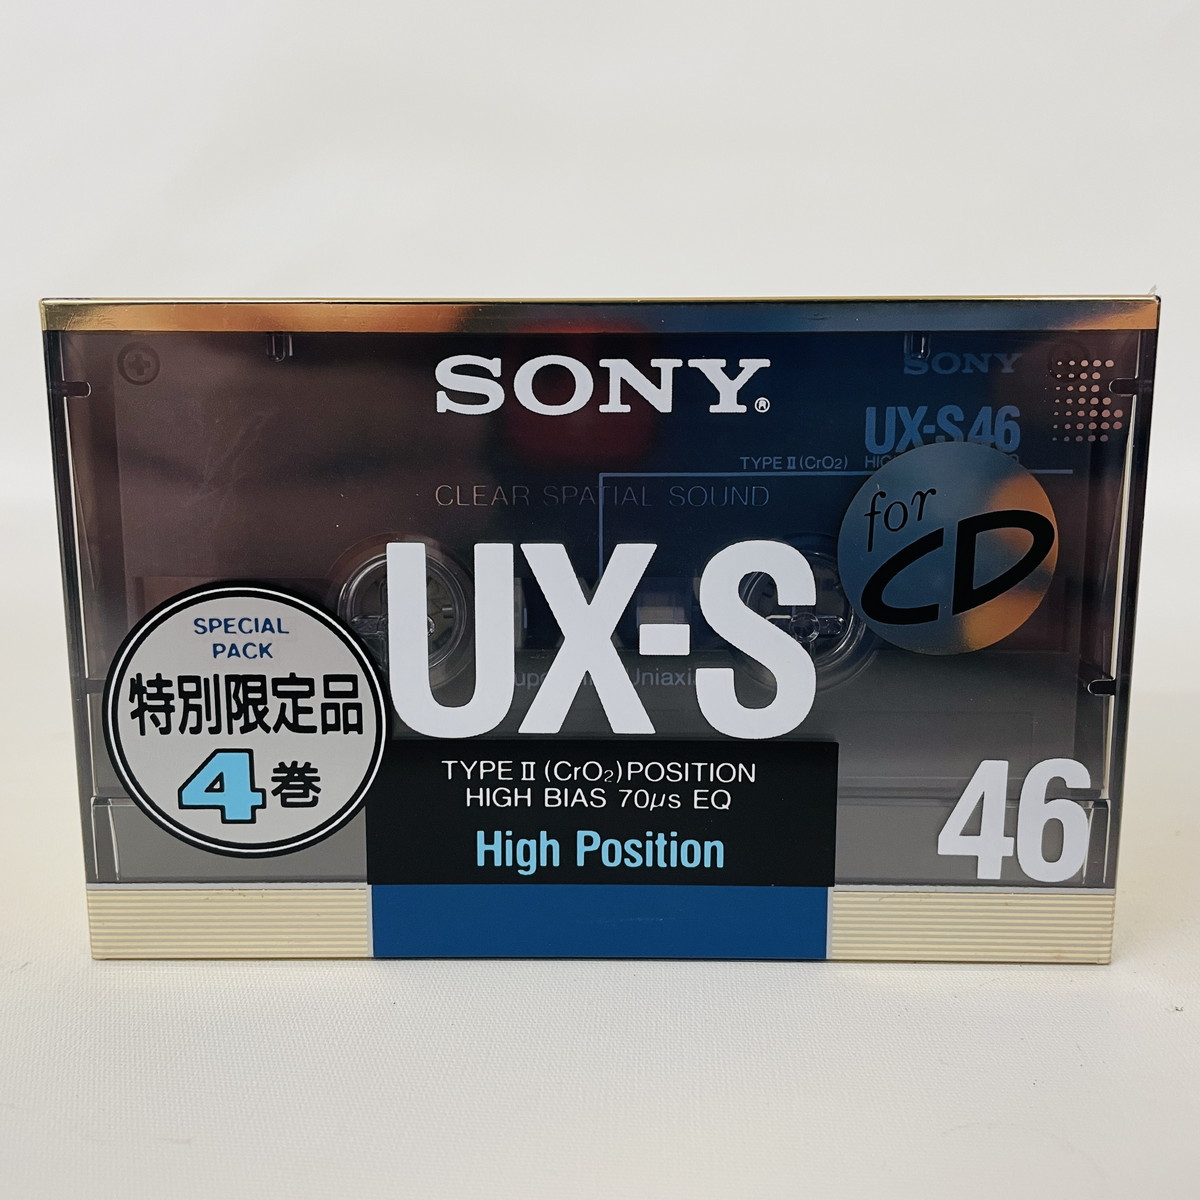 SONY®
SONY
UX-S46
TYPE II (CrO2)
CLEAR SPATIAL SOUND
for
CD
UX-S
SPECIAL
PACK
特別限定品
4巻
TYPE II (CrO2) POSITION
HIGH BIAS 70μs EQ
High Position
46